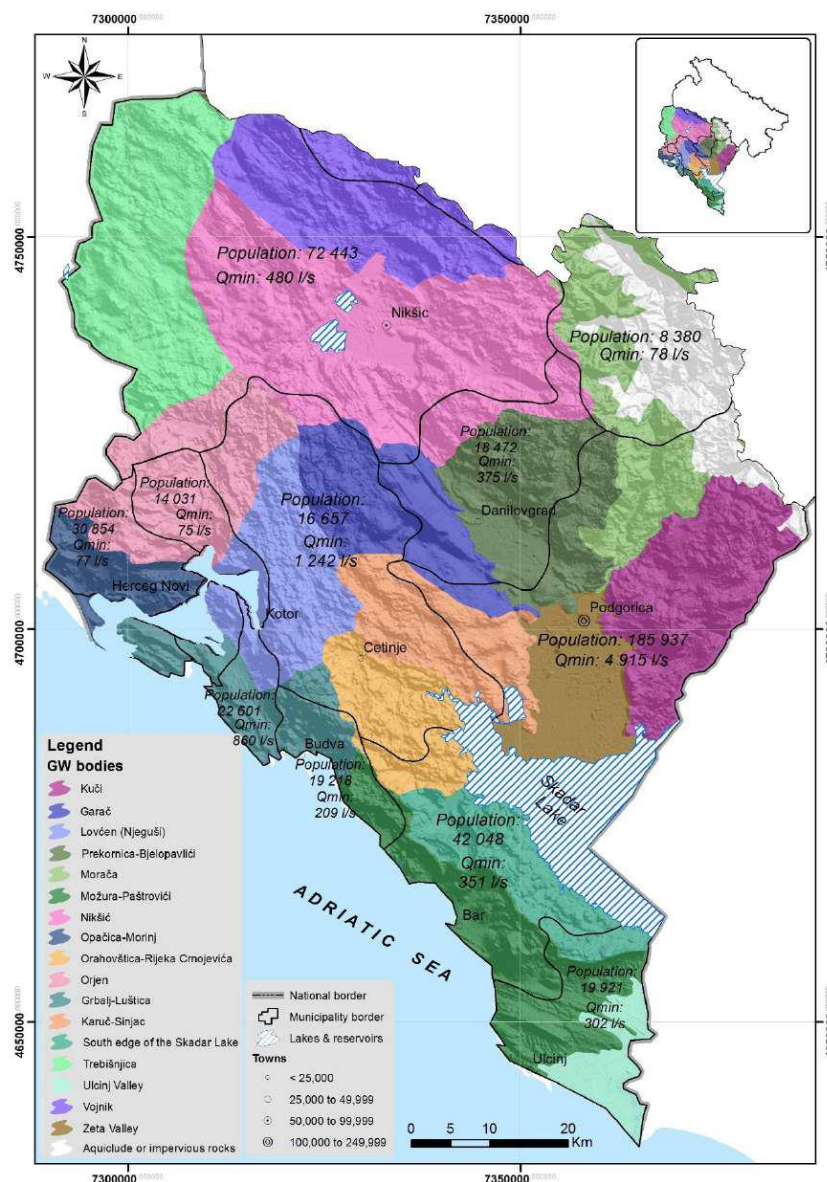 7300000
7350000
N
W
E
S
4750000
Population: 72 443
Qmin: 480 l/s
Nikšic
Population: 8 380
Qmin: 78 l/s
Population:
18 472
Qmin:
375 l/s
Danilovgrad
Population:
14 031
Qmin:
75 l/s
Population:
30 854
Qmin:
77 l/s
Population:
16 657
Qmin:
1 242 l/s
Herceg Novi
Kotor
Podgorica
4700000
Population: 185 937
Qmin: 4 915 l/s
Cetinje
Population:
22 601
Qmin:
860 l/s
Budva
Population:
19 218
Qmin:
209 l/s
Skadar
Lake
Population:
42 048
Qmin:
351 l/s
ADRIATIC SEA
Bar
Population:
19 921
Qmin:
302 l/s
Ulcinj
4650000
Legend
GW bodies
Kuči
Garač
Lovćen (Njeguši)
Prekornica-Bjelopavlići
Morača
Možura-Paštrovići
Nikšić
Opačica-Morinj
Orahovštica-Rijeka Crnojevića
Orjen
Grbalj-Luštica
Karuč-Sinjac
South edge of the Skadar Lake
Trebišnjica
Ulcinj Valley
Vojnik
Zeta Valley
Aquiclude or impervious rocks
National border
Municipality border
Lakes & reservoirs
Towns
< 25,000
25,000 to 49,999
50,000 to 99,999
100,000 to 249,999
0 5 10 20
Km
7300000
7350000